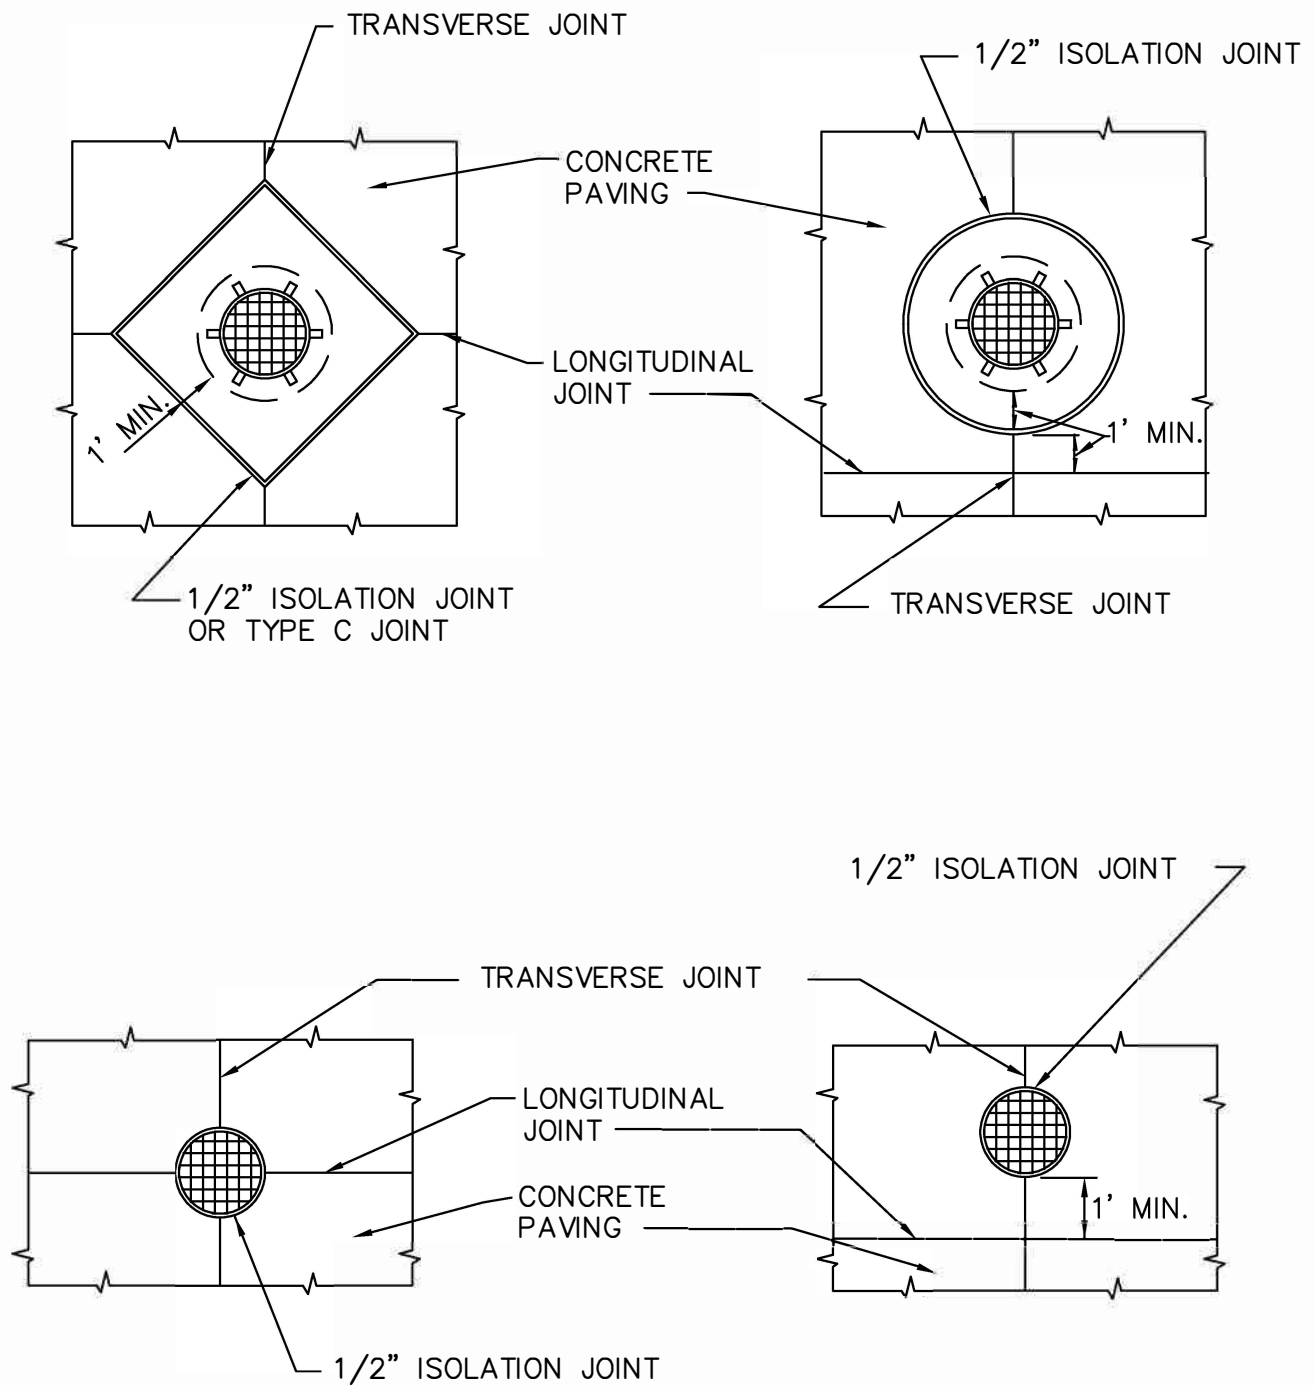 TRANSVERSE JOINT
1/2” ISOLATION JOINT
CONCRETE
PAVING
LONGITUDINAL
JOINT
1' MIN.
1' MIN.
1/2” ISOLATION JOINT
OR TYPE C JOINT
TRANSVERSE JOINT
1/2” ISOLATION JOINT
TRANSVERSE JOINT
LONGITUDINAL
JOINT
CONCRETE
PAVING
1' MIN.
1/2” ISOLATION JOINT